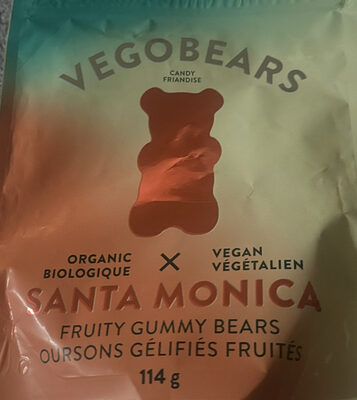 VEGOBEARS
CANDY
FRIANDISE
ORGANIC
BIOLOGIQUE
X
VEGAN
VÉGÉTALIEN
SANTA MONICA
FRUITY GUMMY BEARS
OURSONS GÉLIFIÉS FRUITÉS
114 g